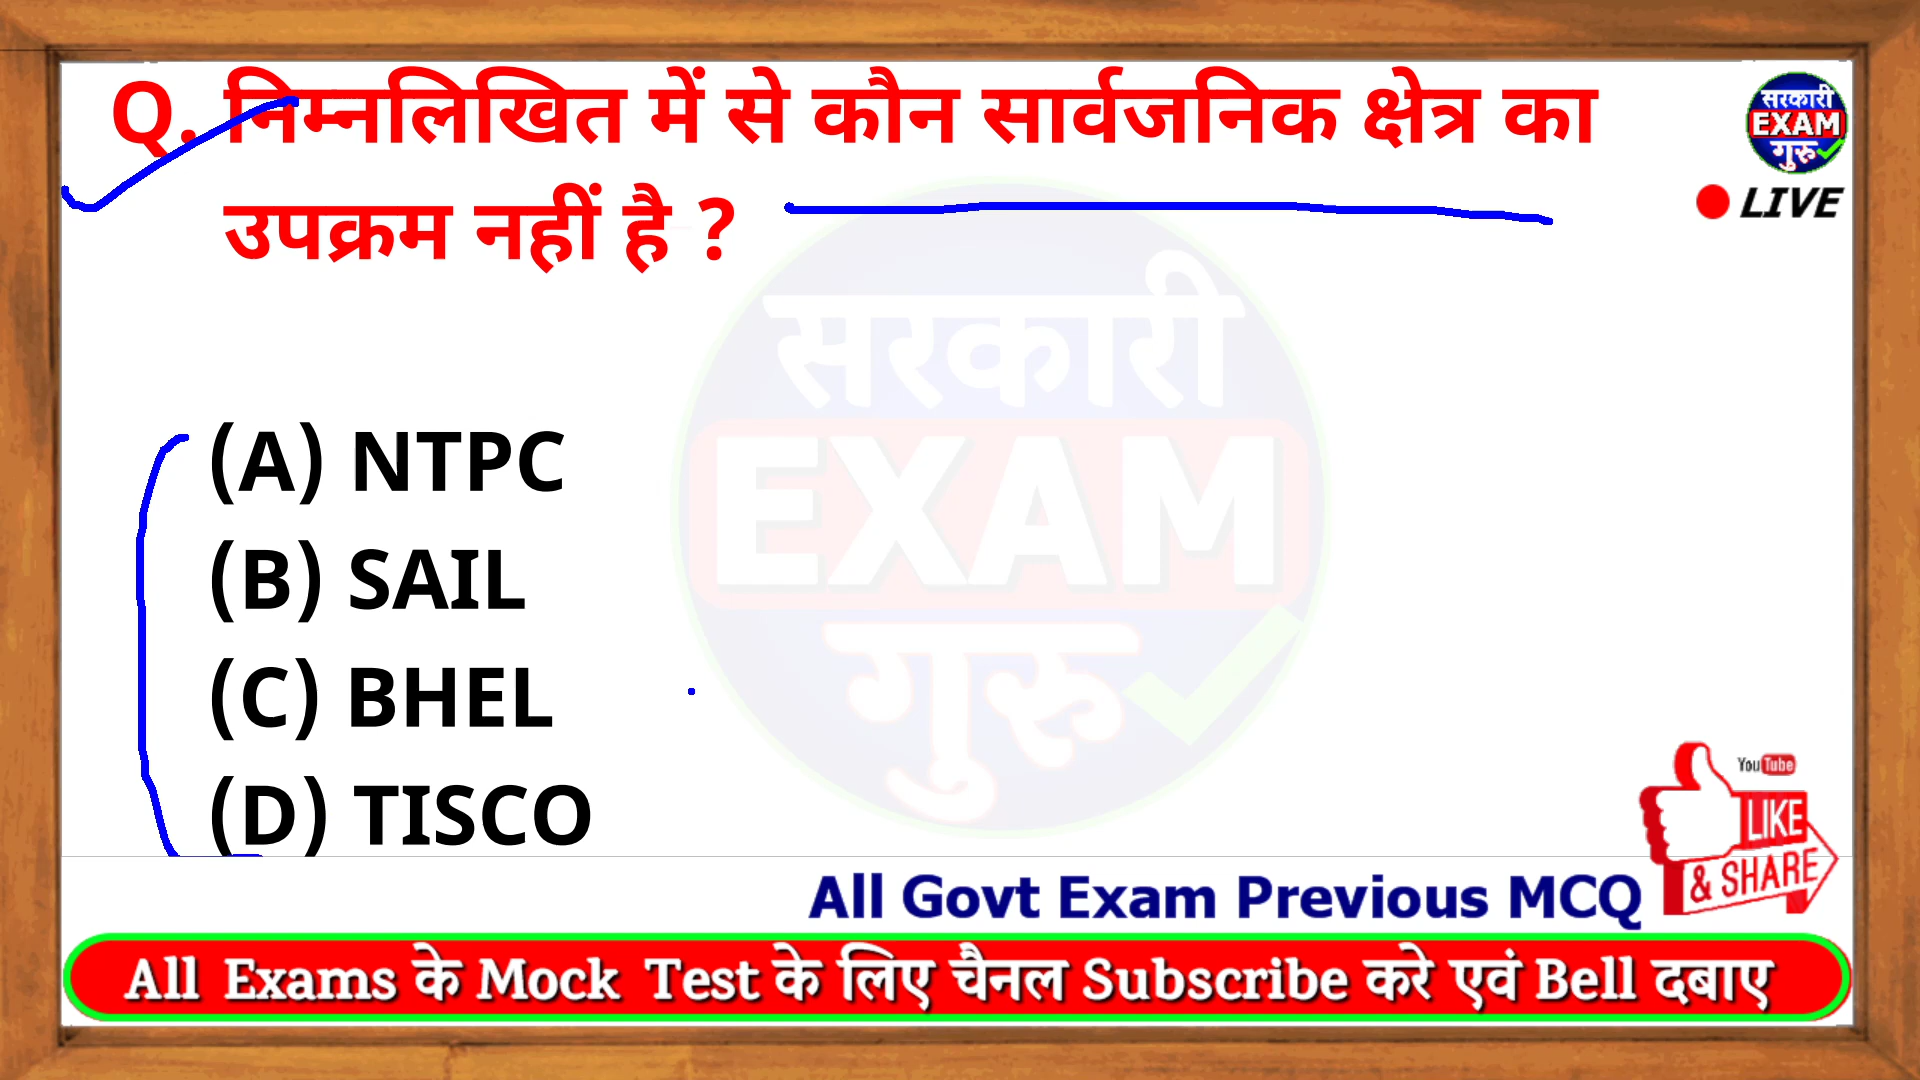 Q. निम्नलिखित में से कौन सार्वजनिक क्षेत्र का
उपक्रम नहीं है ?
सरकारी
EXAM
गुरु
LIVE
सरकारी
EXAM
गुरु
(A) NTPC
(B) SAIL
(C) BHEL
(D) TISCO
YouTube
LIKE
& SHARE
All Govt Exam Previous MCQ
All Exams के Mock Test के लिए चैनल Subscribe करे एवं Bell दबाए